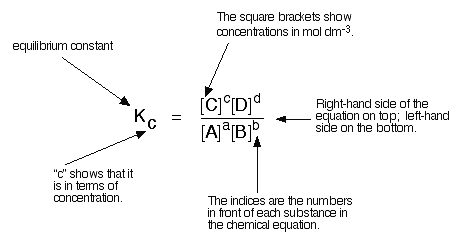 The square brackets show
concentrations in mol dm⁻³.
equilibrium constant
K_c = [C]^c[D]^d
[A]^a[B]^b
Right-hand side of the
equation on top; left-hand
side on the bottom.
"c" shows that it
is in terms of
concentration.
The indices are the numbers
in front of each substance in
the chemical equation.